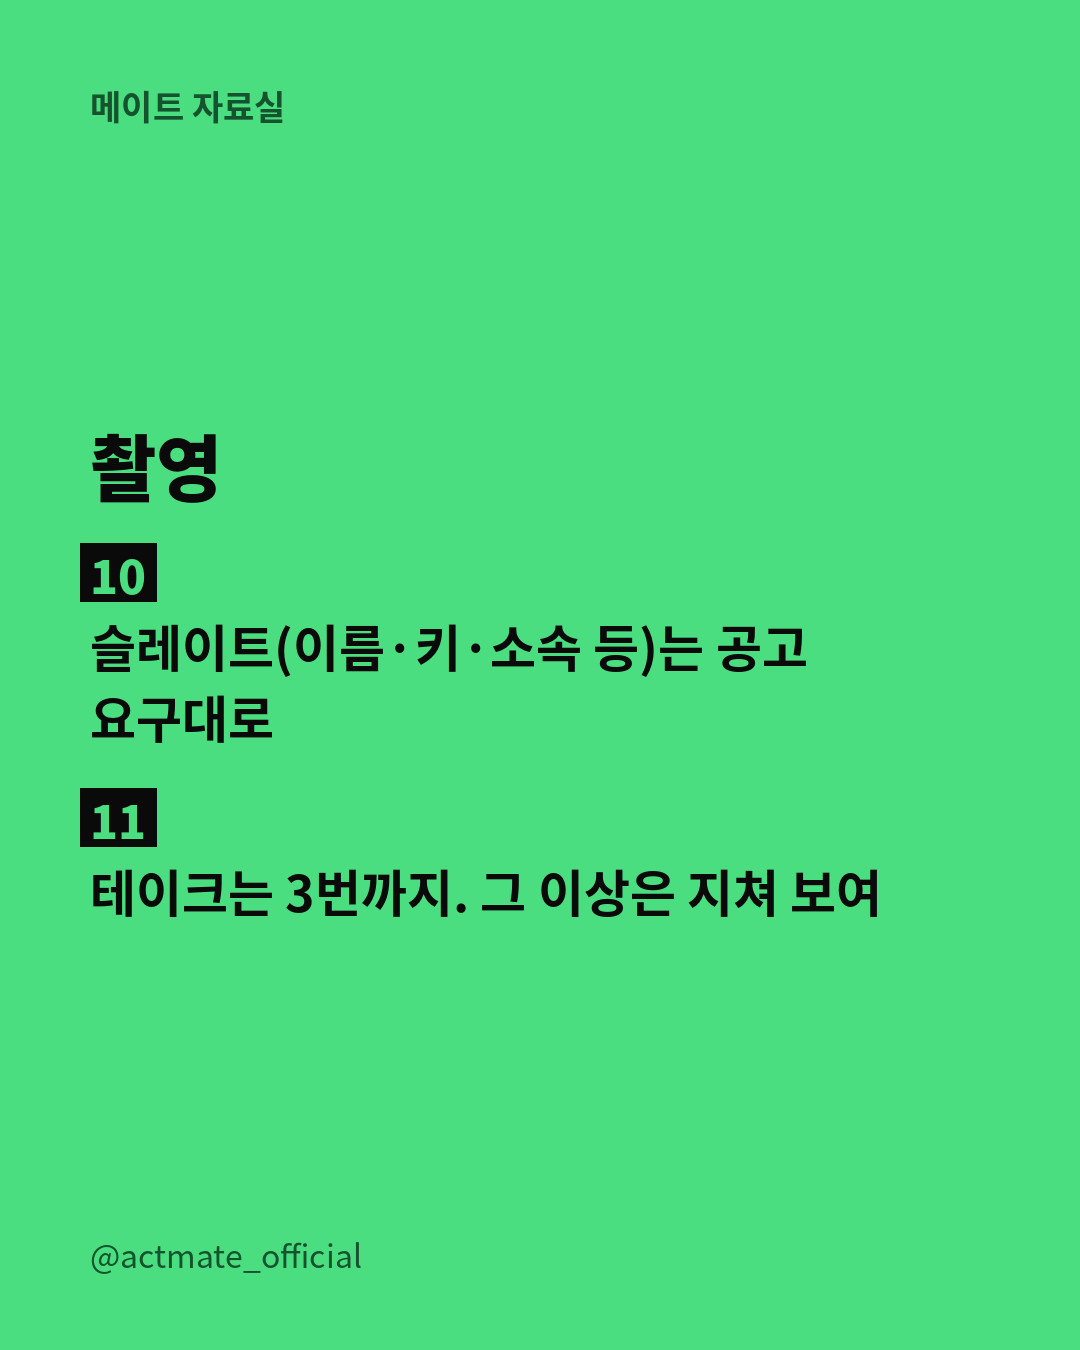 메이트 자료실
촬영
10
슬레이트(이름·키·소속 등)는 공고
요구대로
11
테이크는 3번까지. 그 이상은 지쳐 보여
@actmate_official